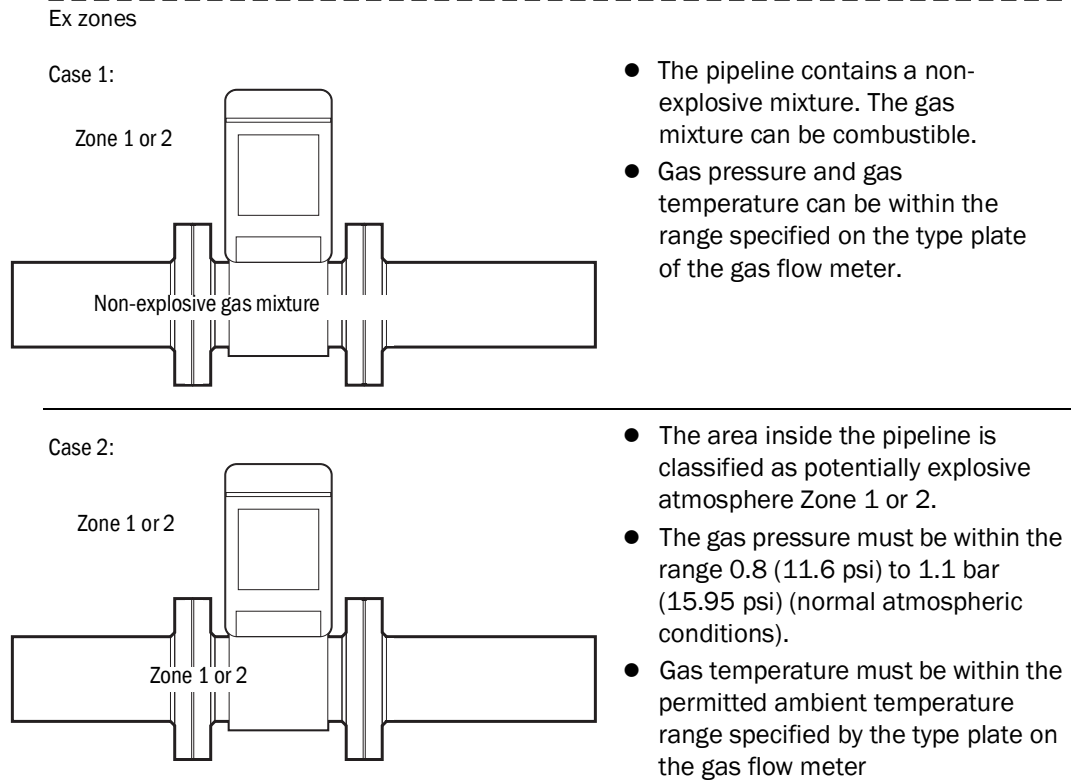 Ex zones
Case 1:
Zone 1 or 2
Non-explosive gas mixture
● The pipeline contains a non-
explosive mixture. The gas
mixture can be combustible.
● Gas pressure and gas
temperature can be within the
range specified on the type plate
of the gas flow meter.
Case 2:
Zone 1 or 2
Zone 1 or 2
● The area inside the pipeline is
classified as potentially explosive
atmosphere Zone 1 or 2.
● The gas pressure must be within the
range 0.8 (11.6 psi) to 1.1 bar
(15.95 psi) (normal atmospheric
conditions).
● Gas temperature must be within the
permitted ambient temperature
range specified by the type plate on
the gas flow meter